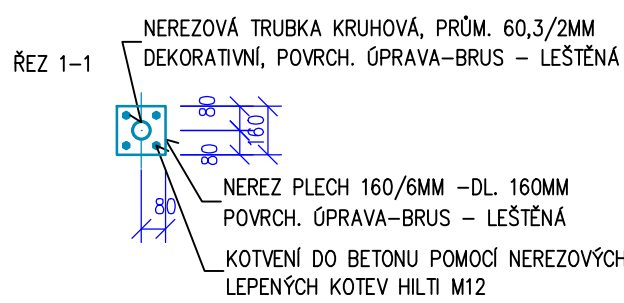 NEREZOVÁ TRUBKA KRUHOVÁ, PRŮM. 60,3/2MM
ŘEZ 1-1
DEKORATIVNÍ, POVRCH. ÚPRAVA-BRUS - LEŠTĚNÁ
80
160
80
NEREZ PLECH 160/6MM -DL. 160MM
80
POVRCH. ÚPRAVA-BRUS - LEŠTĚNÁ
KOTVENÍ DO BETONU POMOCÍ NEREZOVÝCH
LEPENÝCH KOTEV HILTI M12